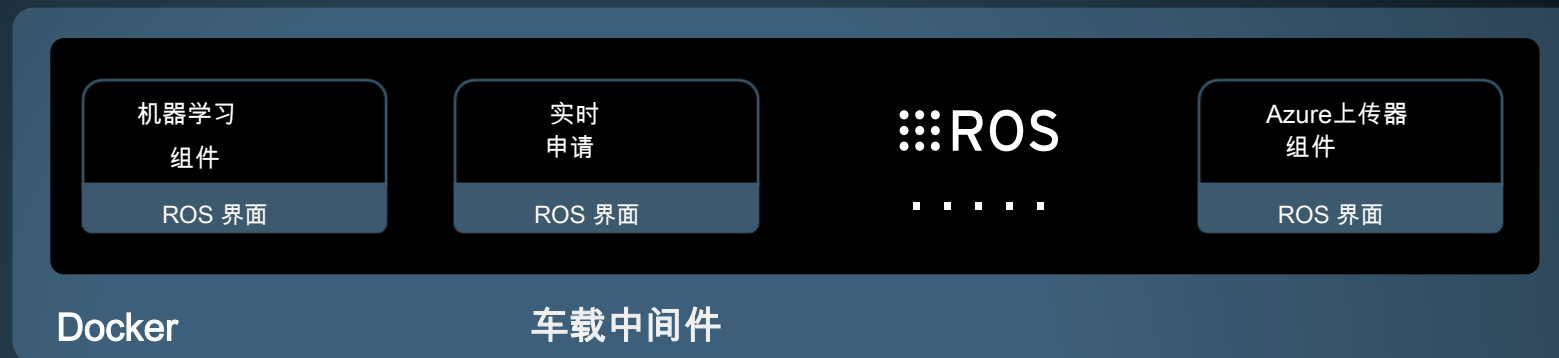 机器学习
组件
ROS 界面
实时
申请
ROS 界面
ROS
.....
Azure上传器
组件
ROS 界面
Docker
车载中间件